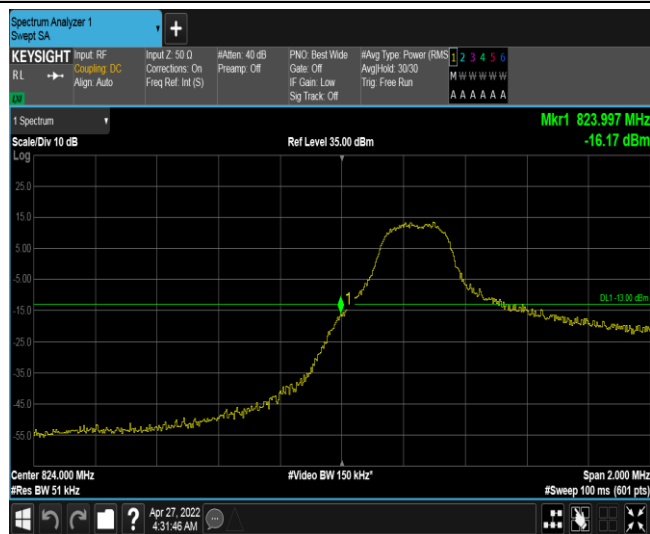 Spectrum Analyzer 1
Swept SA
+
KEYSIGHT Input: RF Input Z: 50 Ω #Atten: 40 dB PNO: Best Wide #Avg Type: Power (RMS 1 2 3 4 5 6
RL Coupling: DC Corrections: On Preamp: Off Gate: Off Avg|Hold: 30/30 M W W W W W
Align: Auto Freq Ref: Int (S) IF Gain: Low Trig: Free Run
Sig Track: Off A A A A A A
1 Spectrum Mkr1 823.997 MHz
Scale/Div 10 dB Ref Level 35.00 dBm -16.17 dBm
Log
25.0
15.0
5.00
-5.00
1
DL1 -13.00 dBm
-15.0
-25.0
-35.0
-45.0
-55.0
Center 824.000 MHz #Video BW 150 kHz* Span 2.000 MHz
#Res BW 51 kHz #Sweep 100 ms (601 pts)
? Apr 27, 2022
4:31:46 AM